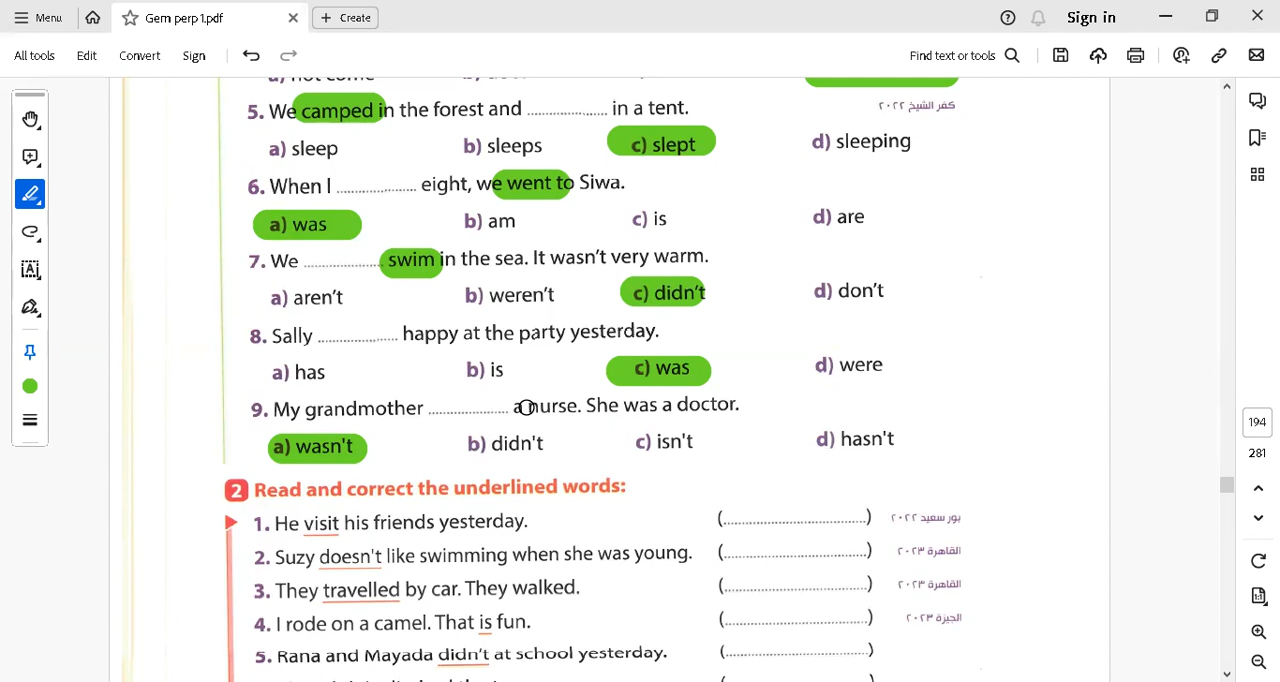 Menu Gem perp 1.pdf Create Sign in
All tools Edit Convert Sign Find text or tools
5. We camped in the forest and .................... in a tent. كفر الشيخ ٢٠٢٢
a) sleep b) sleeps c) slept d) sleeping
6. When I .................... eight, we went to Siwa.
a) was b) am c) is d) are
7. We .................... swim in the sea. It wasn't very warm.
a) aren't b) weren't c) didn't d) don't
8. Sally .................... happy at the party yesterday.
a) has b) is c) was d) were
9. My grandmother .................... a nurse. She was a doctor.
a) wasn't b) didn't c) isn't d) hasn't
194
281
2 Read and correct the underlined words:
1. He visit his friends yesterday. (........................................) بور سعيد ٢٠٢٢
2. Suzy doesn't like swimming when she was young. (........................................) القاهرة ٢٠٢٣
3. They travelled by car. They walked. (........................................) القاهرة ٢٠٢٣
4. I rode on a camel. That is fun. (........................................) الجيزة ٢٠٢٣
5. Rana and Mayada didn't at school yesterday. (........................................)